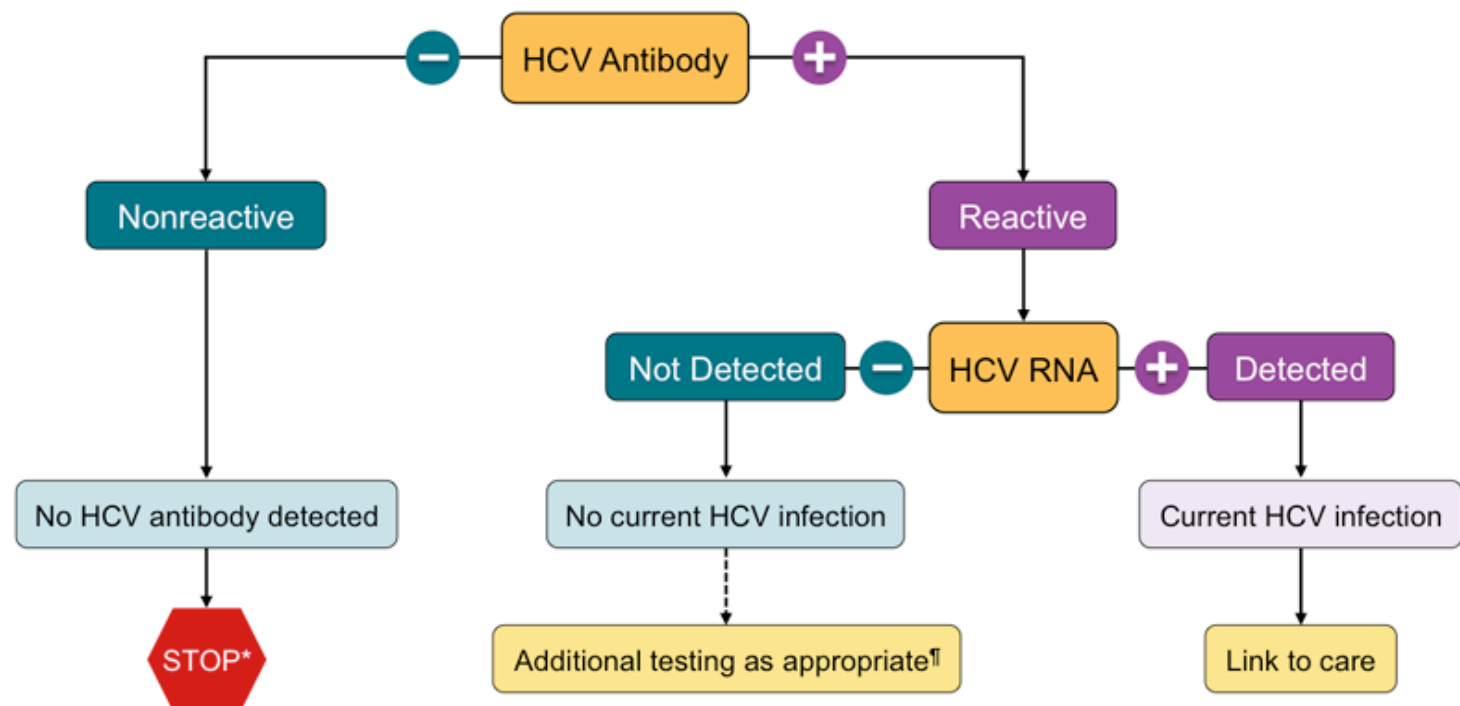 HCV Antibody
Nonreactive
Reactive
Not Detected
HCV RNA
Detected
No HCV antibody detected
No current HCV infection
Current HCV infection
STOP*
Additional testing as appropriate¶
Link to care